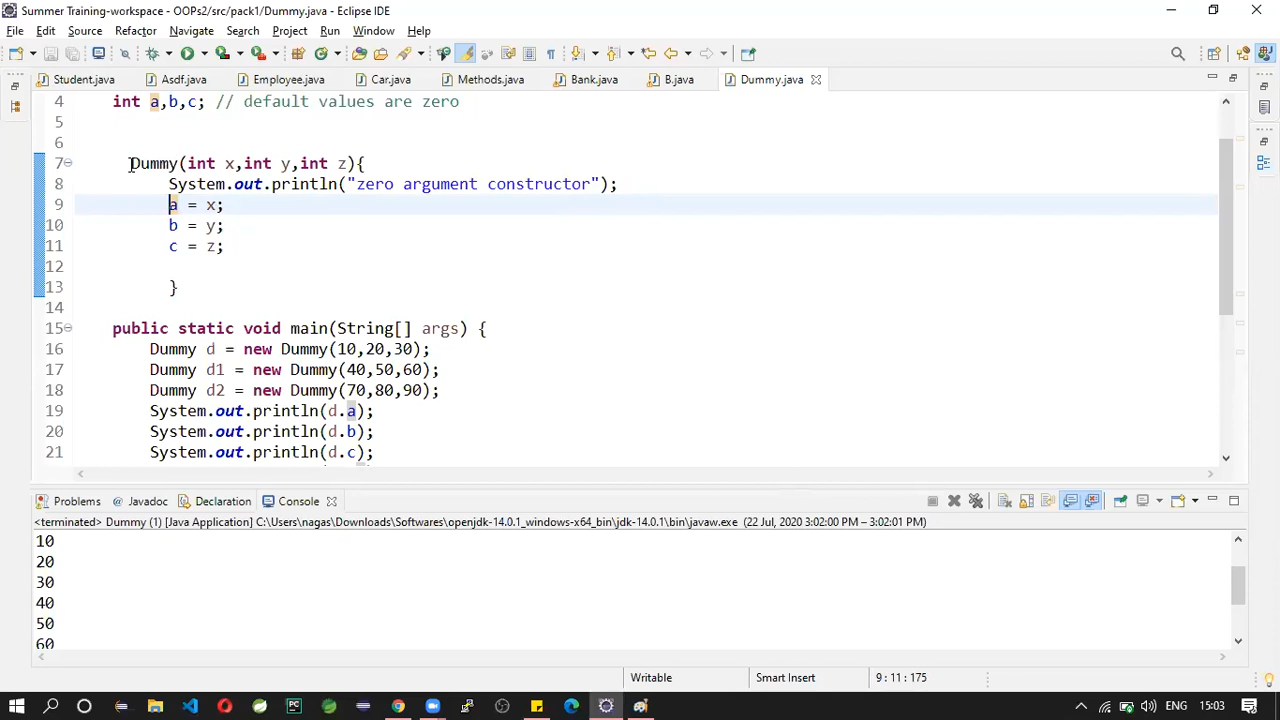 Summer Training-workspace - OOPs2/src/pack1/Dummy.java - Eclipse IDE
File Edit Source Refactor Navigate Search Project Run Window Help
Student.java Asdf.java Employee.java Car.java Methods.java Bank.java B.java Dummy.java
4 int a,b,c; // default values are zero
5
6
7 Dummy(int x,int y,int z){
8 System.out.println("zero argument constructor");
9 a = x;
10 b = y;
11 c = z;
12
13 }
14
15 public static void main(String[] args) {
16 Dummy d = new Dummy(10,20,30);
17 Dummy d1 = new Dummy(40,50,60);
18 Dummy d2 = new Dummy(70,80,90);
19 System.out.println(d.a);
20 System.out.println(d.b);
21 System.out.println(d.c);
Problems Javadoc Declaration Console
<terminated> Dummy (1) [Java Application] C:\Users\nagas\Downloads\Softwares\openjdk-14.0.1_windows-x64_bin\jdk-14.0.1\bin\javaw.exe (22 Jul, 2020 3:02:00 PM – 3:02:01 PM)
10
20
30
40
50
60
Writable Smart Insert 9 : 11 : 175
ENG 15:03